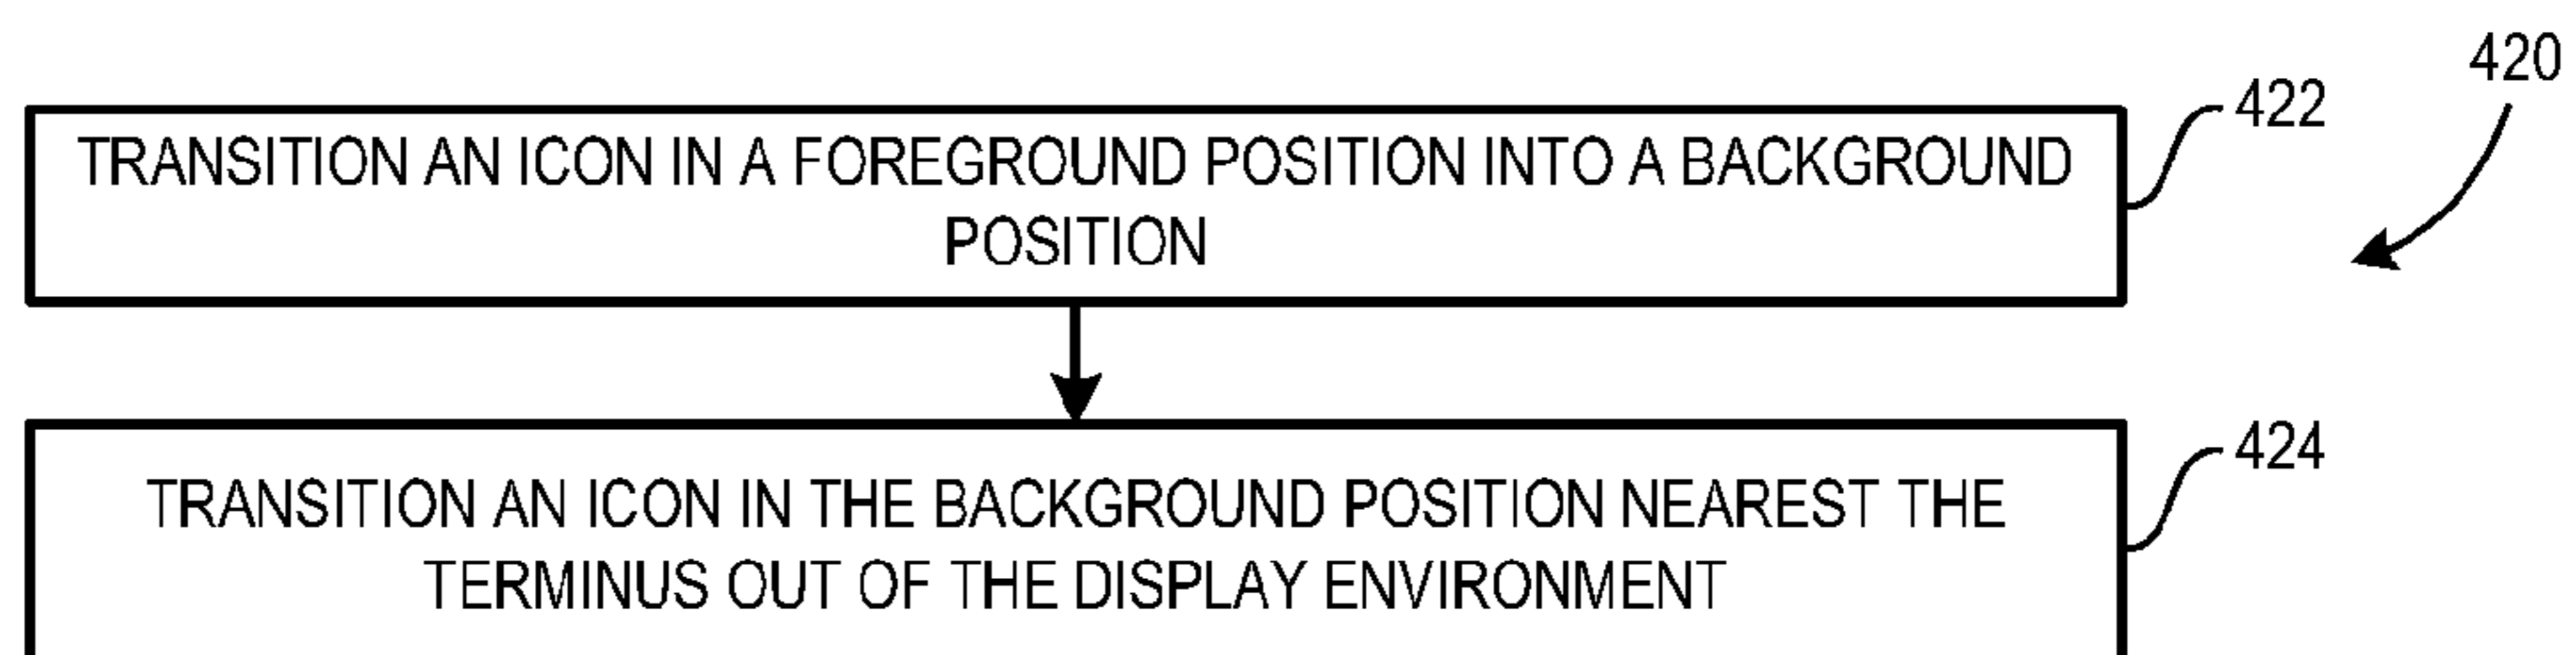 420
422
TRANSITION AN ICON IN A FOREGROUND POSITION INTO A BACKGROUND
POSITION
424
TRANSITION AN ICON IN THE BACKGROUND POSITION NEAREST THE
TERMINUS OUT OF THE DISPLAY ENVIRONMENT